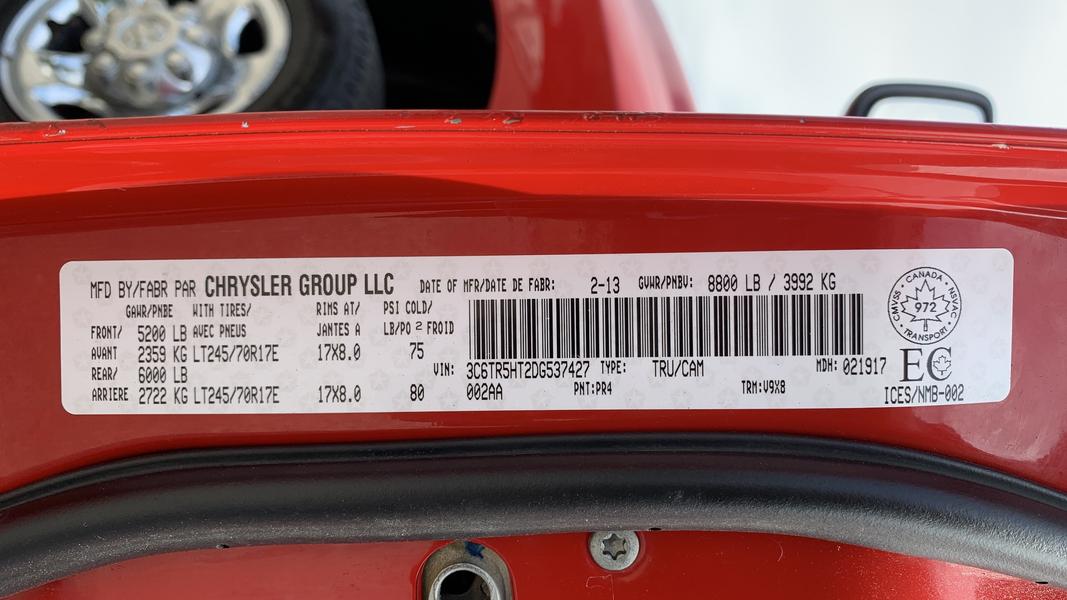 MFD BY/FABR PAR CHRYSLER GROUP LLC DATE OF MFR/DATE DE FABR: 2-13 GVWR/PNBV: 8800 LB / 3992 KG
GAWR/PNBE WITH TIRES/ RIMS AT/ PSI COLD/
FRONT/ 5200 LB AVEC PNEUS JANTES A LB/PO² FROID
AVANT 2359 KG LT245/70R17E 17X8.0 75
REAR/ 6000 LB VIN: 3C6TR5HT2DG537427 TYPE: TRU/CAM MDH: 021917
ARRIERE 2722 KG LT245/70R17E 17X8.0 80 002AA PNT:PR4 TRM:V9X8
CANADA
CMVSS 972 NSVAC
TRANSPORT
EC
ICES/NMB-002